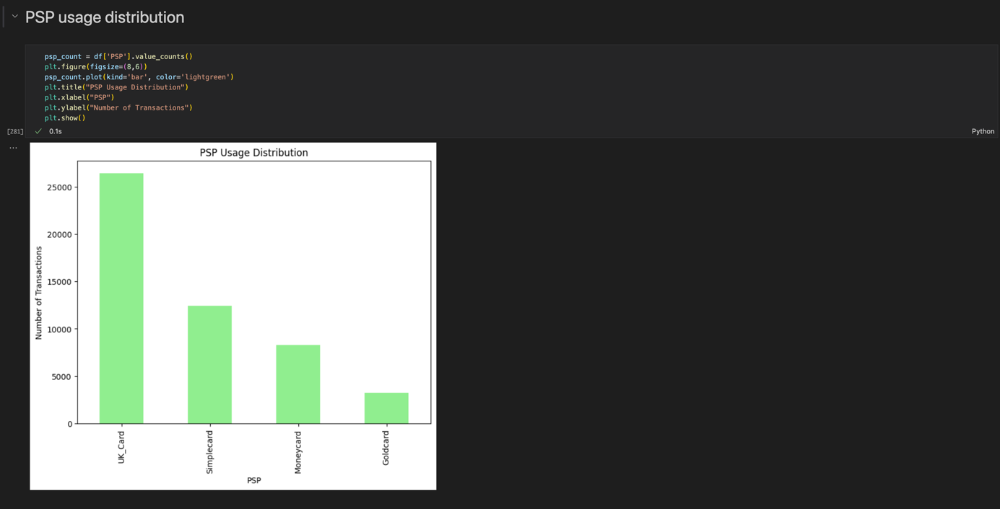 PSP usage distribution
psp_count = df['PSP'].value_counts()
plt.figure(figsize=(8,6))
psp_count.plot(kind='bar', color='lightgreen')
plt.title("PSP Usage Distribution")
plt.xlabel("PSP")
plt.ylabel("Number of Transactions")
plt.show()
[281]
0.1s
Python
...
PSP Usage Distribution
Number of Transactions
25000
20000
15000
10000
5000
0
UK_Card
Simplecard
Moneycard
Goldcard
PSP